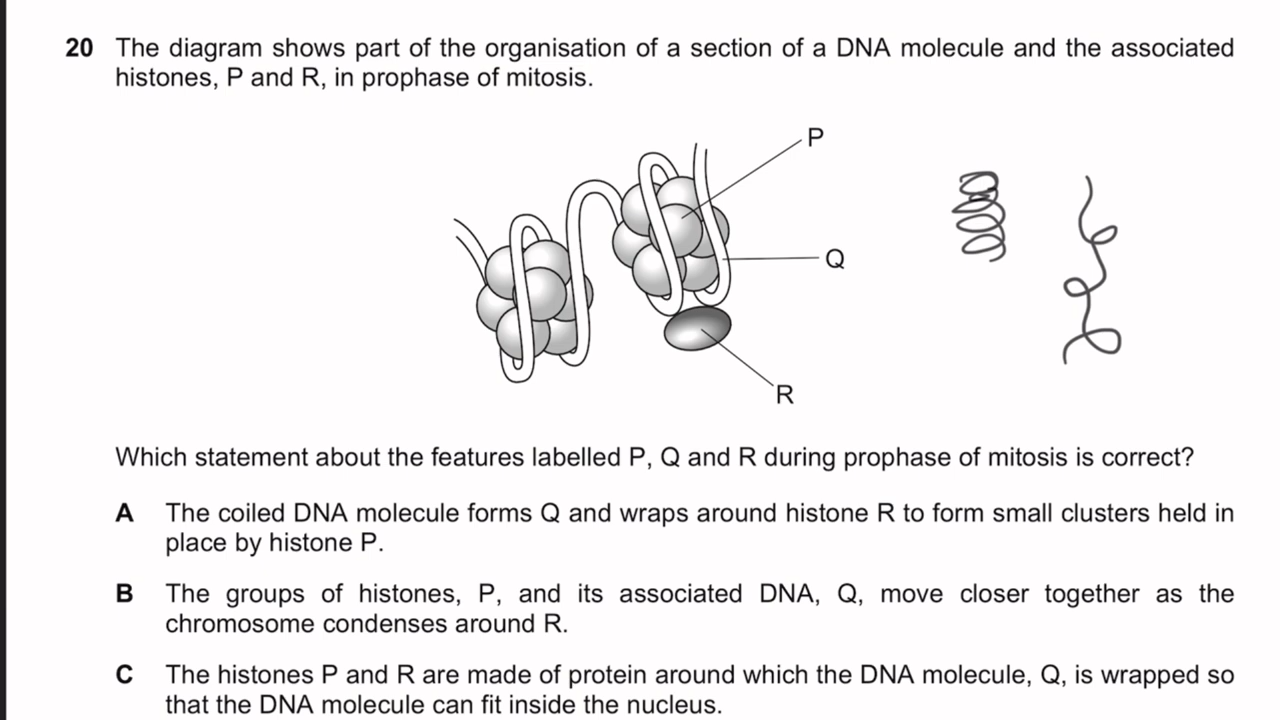 20 The diagram shows part of the organisation of a section of a DNA molecule and the associated
histones, P and R, in prophase of mitosis.
P
Q
R
Which statement about the features labelled P, Q and R during prophase of mitosis is correct?
A The coiled DNA molecule forms Q and wraps around histone R to form small clusters held in
place by histone P.
B The groups of histones, P, and its associated DNA, Q, move closer together as the
chromosome condenses around R.
C The histones P and R are made of protein around which the DNA molecule, Q, is wrapped so
that the DNA molecule can fit inside the nucleus.